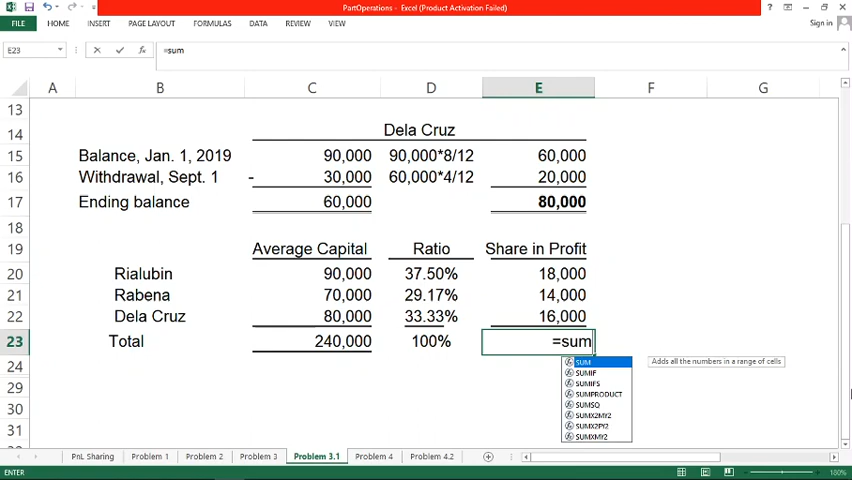 PartOperations - Excel (Product Activation Failed)
FILE HOME INSERT PAGE LAYOUT FORMULAS DATA REVIEW VIEW Sign in
E23 =sum
A B C D E F G
13
14 Dela Cruz
15 Balance, Jan. 1, 2019 90,000 90,000*8/12 60,000
16 Withdrawal, Sept. 1 - 30,000 60,000*4/12 20,000
17 Ending balance 60,000 80,000
18
19 Average Capital Ratio Share in Profit
20 Rialubin 90,000 37.50% 18,000
21 Rabena 70,000 29.17% 14,000
22 Dela Cruz 80,000 33.33% 16,000
23 Total 240,000 100% =sum
24
SUM Adds all the numbers in a range of cells
SUMIF
SUMIFS
SUMPRODUCT
SUMSQ
SUMX2MY2
SUMX2PY2
SUMXMY2
29
30
31
PnL Sharing Problem 1 Problem 2 Problem 3 Problem 3.1 Problem 4 Problem 4.2
ENTER 180%